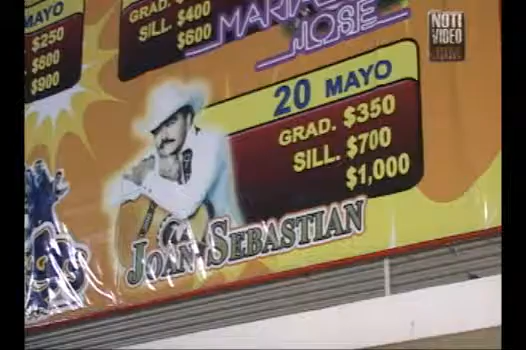 MAYO
$250
$600
$900
GRAD.
SILL. $400
$600
MARIA
JOSE
NOTI
VIDEO
20 MAYO
GRAD. $350
SILL. $700
$1,000
JOAN SEBASTIAN